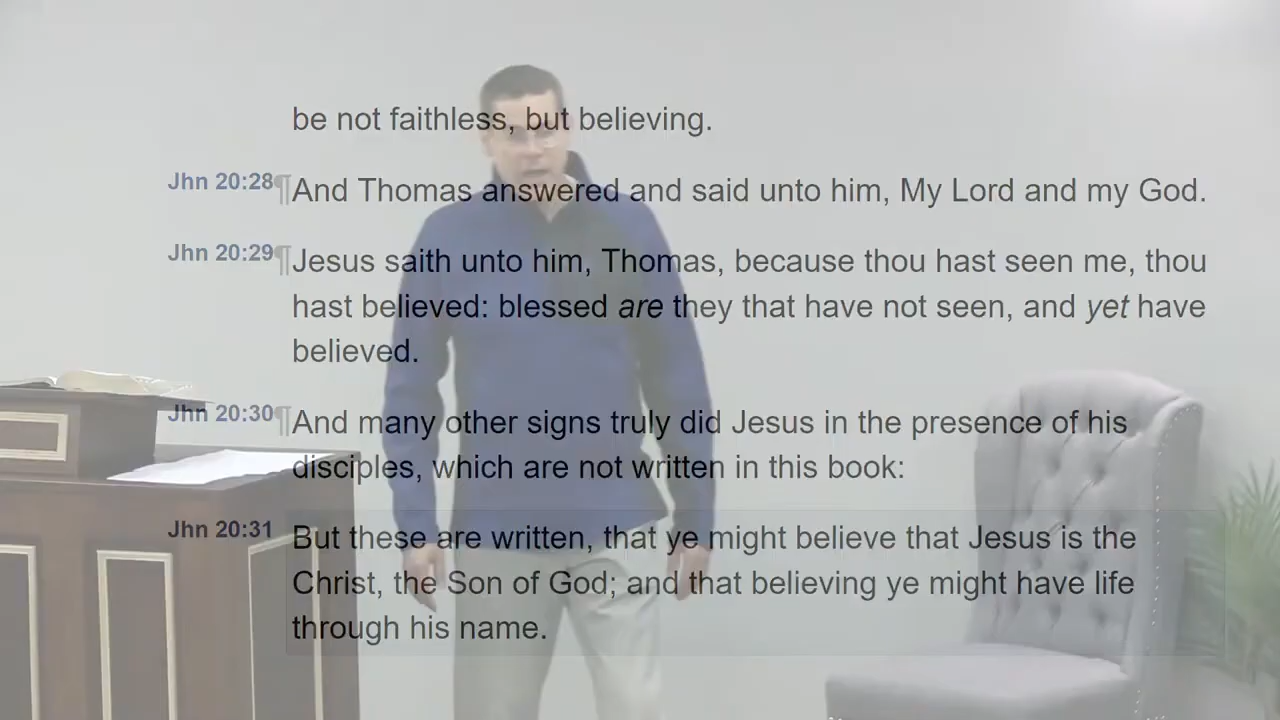 be not faithless, but believing.
Jhn 20:28 ¶ And Thomas answered and said unto him, My Lord and my God.
Jhn 20:29 ¶ Jesus saith unto him, Thomas, because thou hast seen me, thou
hast believed: blessed are they that have not seen, and yet have
believed.
Jhn 20:30 ¶ And many other signs truly did Jesus in the presence of his
disciples, which are not written in this book:
Jhn 20:31 But these are written, that ye might believe that Jesus is the
Christ, the Son of God; and that believing ye might have life
through his name.